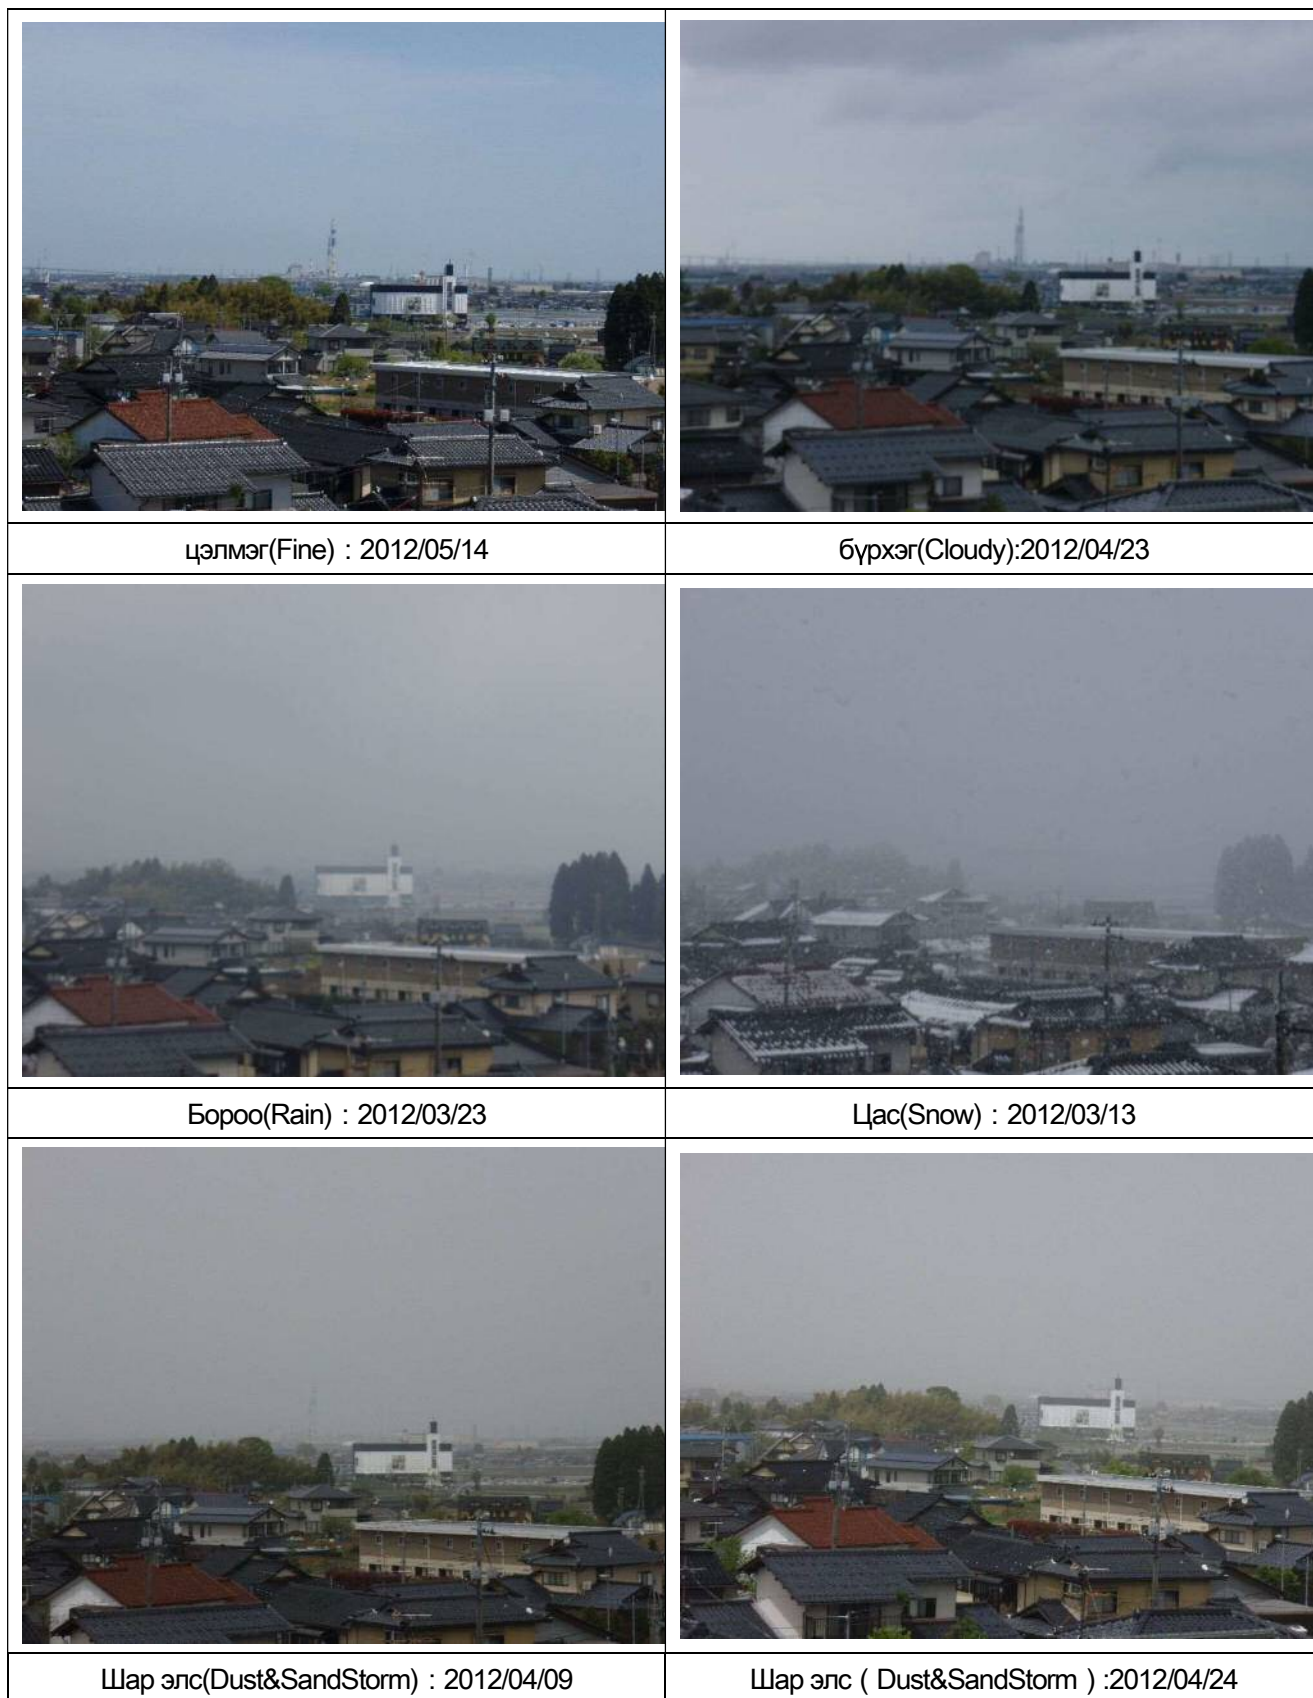 цэлмэг(Fine) : 2012/05/14
бүрхэг(Cloudy):2012/04/23
Бороо(Rain) : 2012/03/23
Цас(Snow) : 2012/03/13
Шар элс(Dust&SandStorm) : 2012/04/09
Шар элс ( Dust&SandStorm ) :2012/04/24